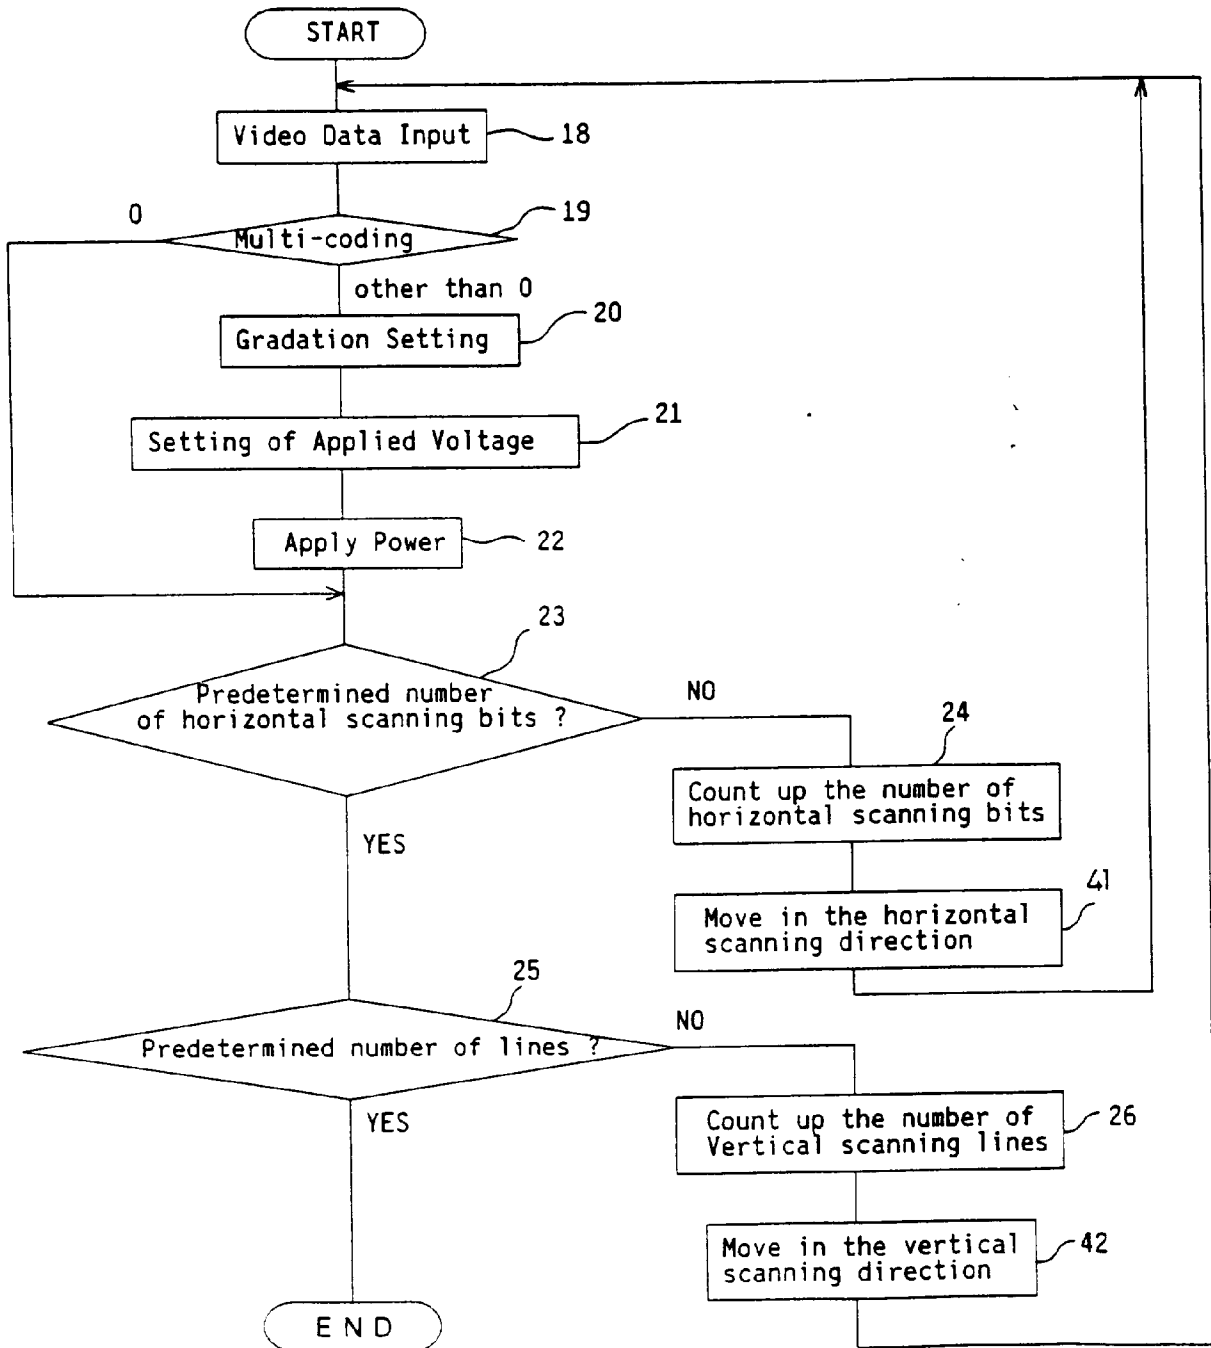 START
Video Data Input
18
0
19
Multi-coding
other than 0
20
Gradation Setting
21
Setting of Applied Voltage
Apply Power
22
23
Predetermined number
of horizontal scanning bits ?
NO
24
Count up the number of
horizontal scanning bits
YES
41
Move in the horizontal
scanning direction
25
NO
Predetermined number of lines ?
YES
Count up the number of
Vertical scanning lines
26
Move in the vertical
scanning direction
42
END